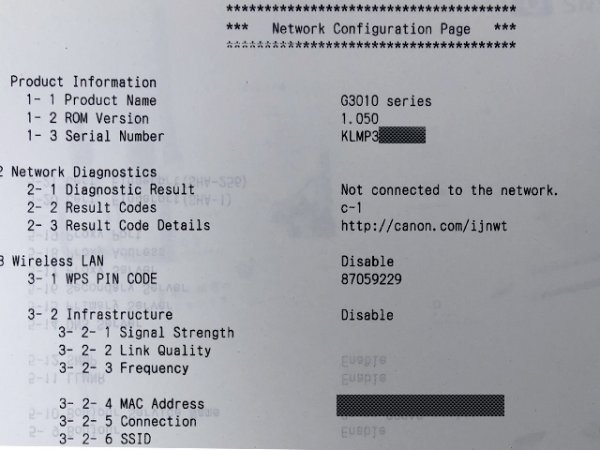 ********************************
*** Network Configuration Page ***
********************************
Product Information
1- 1 Product Name G3010 series
1- 2 ROM Version 1.050
1- 3 Serial Number KLMP3
2 Network Diagnostics
2- 1 Diagnostic Result Not connected to the network.
2- 2 Result Codes c-1
2- 3 Result Code Details http://canon.com/ijnwt
3 Wireless LAN Disable
3- 1 WPS PIN CODE 87059229
3- 2 Infrastructure Disable
3- 2- 1 Signal Strength
3- 2- 2 Link Quality
3- 2- 3 Frequency
3- 2- 4 MAC Address
3- 2- 5 Connection
3- 2- 6 SSID